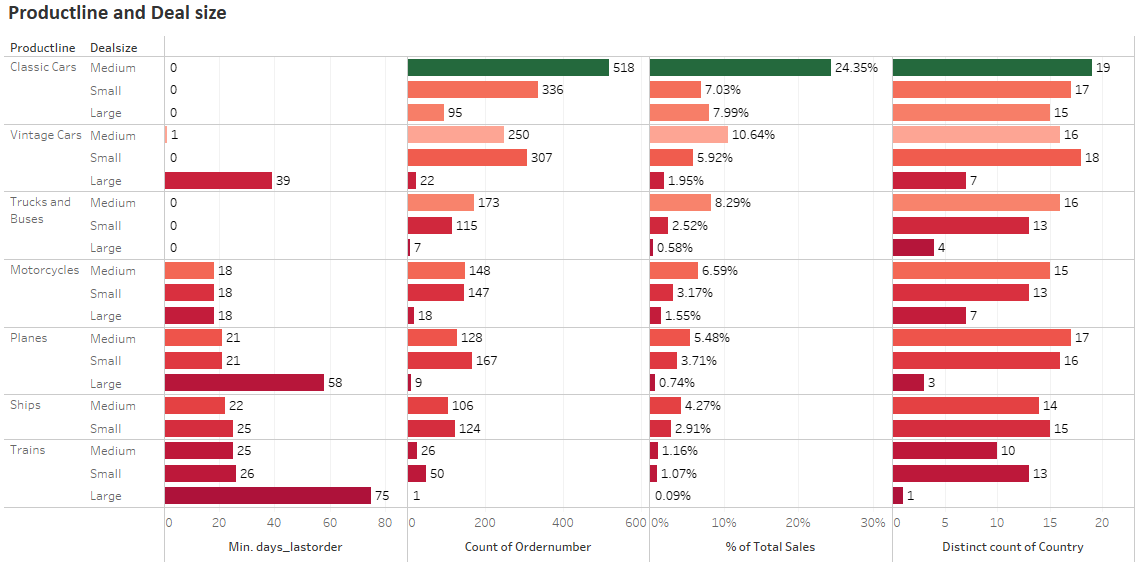 Productline and Deal size
Productline Dealsize
Classic Cars Medium 0 518 24.35% 19
Small 0 336 7.03% 17
Large 0 95 7.99% 15
Vintage Cars Medium 1 250 10.64% 16
Small 0 307 5.92% 18
Large 39 22 1.95% 7
Trucks and Medium 0 173 8.29% 16
Buses
Small 0 115 2.52% 13
Large 0 7 0.58% 4
Motorcycles Medium 18 148 6.59% 15
Small 18 147 3.17% 13
Large 18 18 1.55% 7
Planes Medium 21 128 5.48% 17
Small 21 167 3.71% 16
Large 58 9 0.74% 3
Ships Medium 22 106 4.27% 14
Small 25 124 2.91% 15
Trains Medium 25 26 1.16% 10
Small 26 50 1.07% 13
Large 75 1 0.09% 1
0 20 40 60 80 0 200 400 600 0% 10% 20% 30% 0 5 10 15 20
Min. days_lastorder Count of Ordernumber % of Total Sales Distinct count of Country